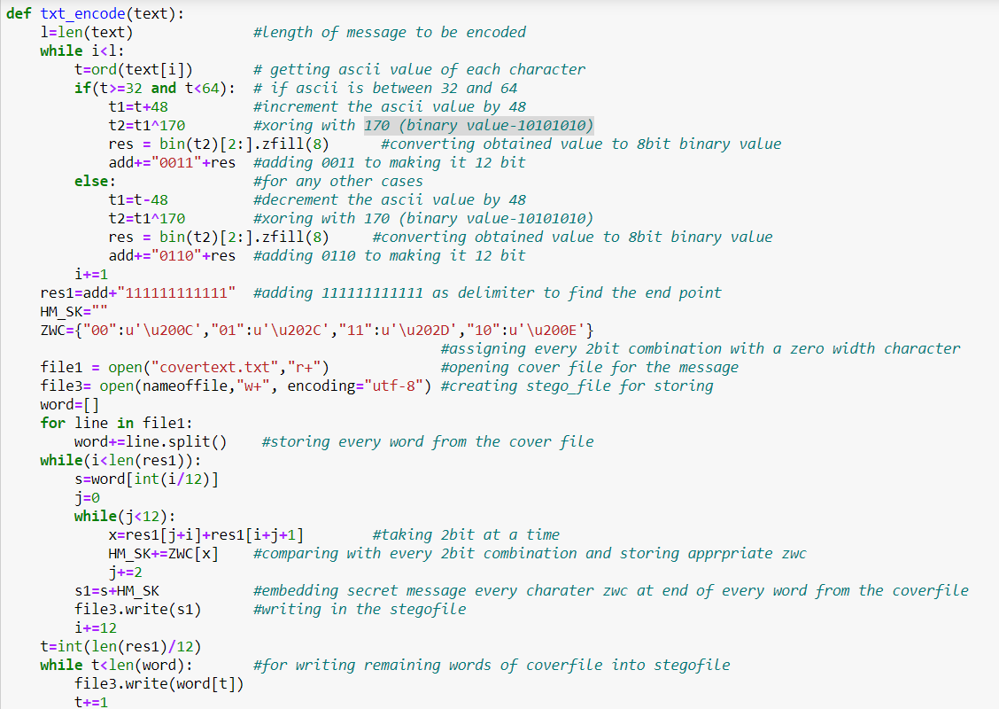 def txt_encode(text):
    l=len(text)              #length of message to be encoded
    while i<l:
        t=ord(text[i])       # getting ascii value of each character
        if(t>=32 and t<64):  # if ascii is between 32 and 64
            t1=t+48          #increment the ascii value by 48
            t2=t1^170        #xoring with 170 (binary value-10101010)
            res = bin(t2)[2:].zfill(8)      #converting obtained value to 8bit binary value
            add+="0011"+res  #adding 0011 to making it 12 bit
        else:                #for any other cases
            t1=t-48          #decrement the ascii value by 48
            t2=t1^170        #xoring with 170 (binary value-10101010)
            res = bin(t2)[2:].zfill(8)     #converting obtained value to 8bit binary value
            add+="0110"+res  #adding 0110 to making it 12 bit
        i+=1
    res1=add+"111111111111"  #adding 111111111111 as delimiter to find the end point
    HM_SK=""
    ZWC={"00":u'\u200C',"01":u'\u202C',"11":u'\u202D',"10":u'\u200E'}
                                                   #assigning every 2bit combination with a zero width character
    file1 = open("covertext.txt","r+")             #opening cover file for the message
    file3= open(nameoffile,"w+", encoding="utf-8") #creating stego_file for storing
    word=[]
    for line in file1:
        word+=line.split()    #storing every word from the cover file
    while(i<len(res1)):
        s=word[int(i/12)]
        j=0
        while(j<12):
            x=res1[j+i]+res1[i+j+1]        #taking 2bit at a time
            HM_SK+=ZWC[x]    #comparing with every 2bit combination and storing apprpriate zwc
            j+=2
        s1=s+HM_SK           #embedding secret message every charater zwc at end of every word from the coverfile
        file3.write(s1)      #writing in the stegofile
        i+=12
    t=int(len(res1)/12)
    while t<len(word):       #for writing remaining words of coverfile into stegofile
        file3.write(word[t])
        t+=1